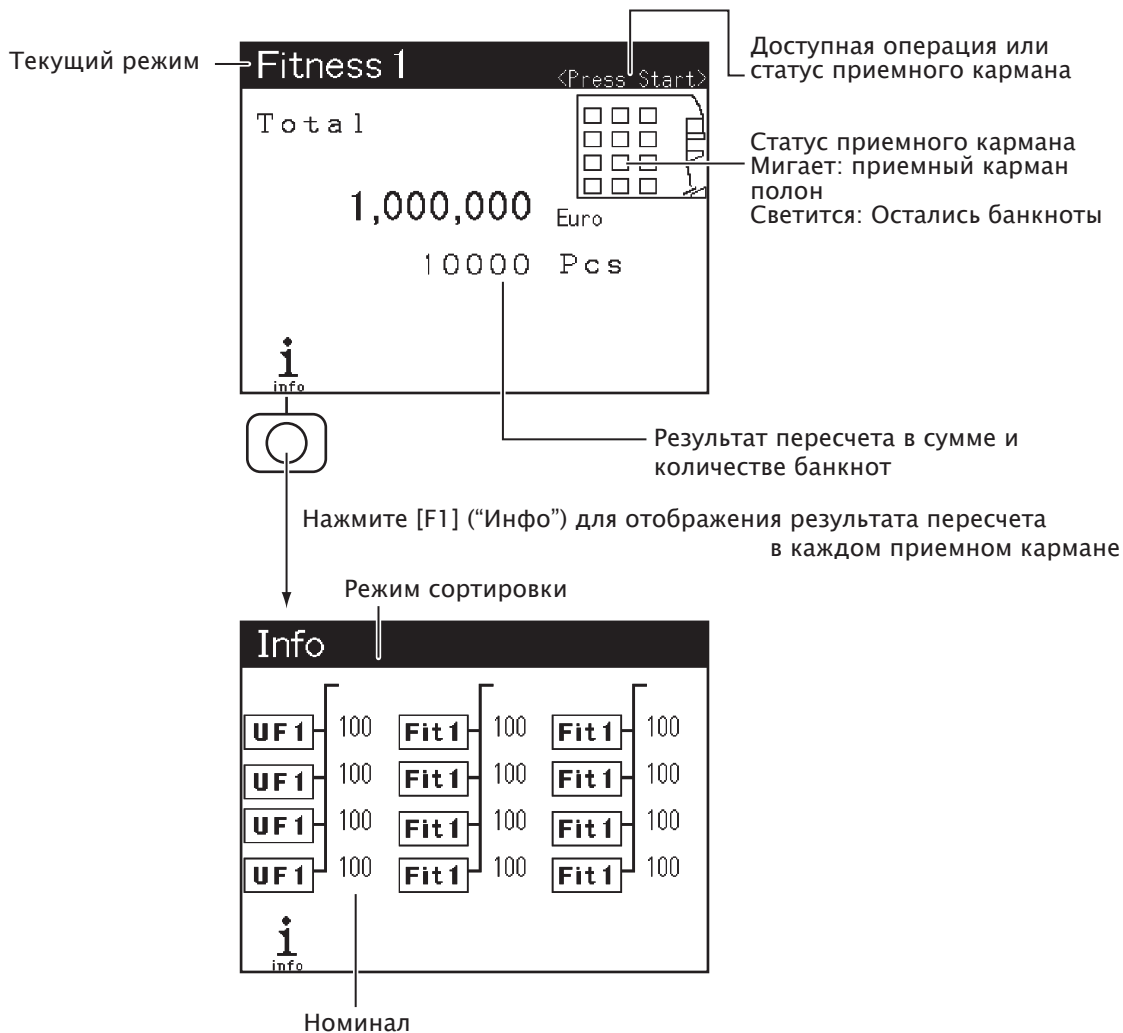 Текущий режим
Fitness 1
<Press Start>
Доступная операция или
статус приемного кармана
Total
Статус приемного кармана
Мигает: приемный карман
полон
Светится: Остались банкноты
1,000,000 Euro
10000 Pcs
i
info
Результат пересчета в сумме и
количестве банкнот
Нажмите [F1] (“Инфо”) для отображения результата пересчета
в каждом приемном кармане
Режим сортировки
Info
UF1 100 Fit1 100 Fit1 100
UF1 100 Fit1 100 Fit1 100
UF1 100 Fit1 100 Fit1 100
UF1 100 Fit1 100 Fit1 100
i
info
Номинал